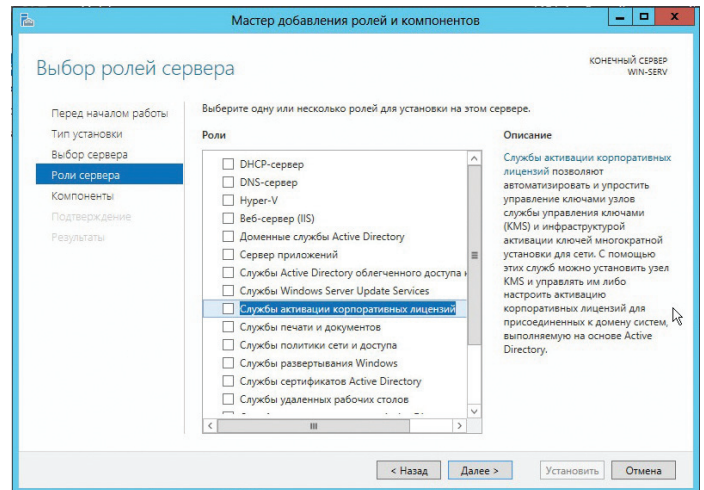 Мастер добавления ролей и компонентов
Выбор ролей сервера
КОНЕЧНЫЙ СЕРВЕР
WIN-SERV
Перед началом работы
Тип установки
Выбор сервера
Роли сервера
Компоненты
Подтверждение
Результаты
Выберите одну или несколько ролей для установки на этом сервере.
Роли
DHCP-сервер
DNS-сервер
Hyper-V
Веб-сервер (IIS)
Доменные службы Active Directory
Сервер приложений
Службы Active Directory облегченного доступа к
Службы Windows Server Update Services
Службы активации корпоративных лицензий
Службы печати и документов
Службы политики сети и доступа
Службы развертывания Windows
Службы сертификатов Active Directory
Службы удаленных рабочих столов
Описание
Службы активации корпоративных
лицензий позволяют
автоматизировать и упростить
управление ключами узлов
службы управления ключами
(KMS) и инфраструктурой
активации ключей многократной
установки для сети. С помощью
этих служб можно установить узел
KMS и управлять им либо
настроить активацию
корпоративных лицензий для
присоединенных к домену систем,
выполняемую на основе Active
Directory.
< Назад
Далее >
Установить
Отмена